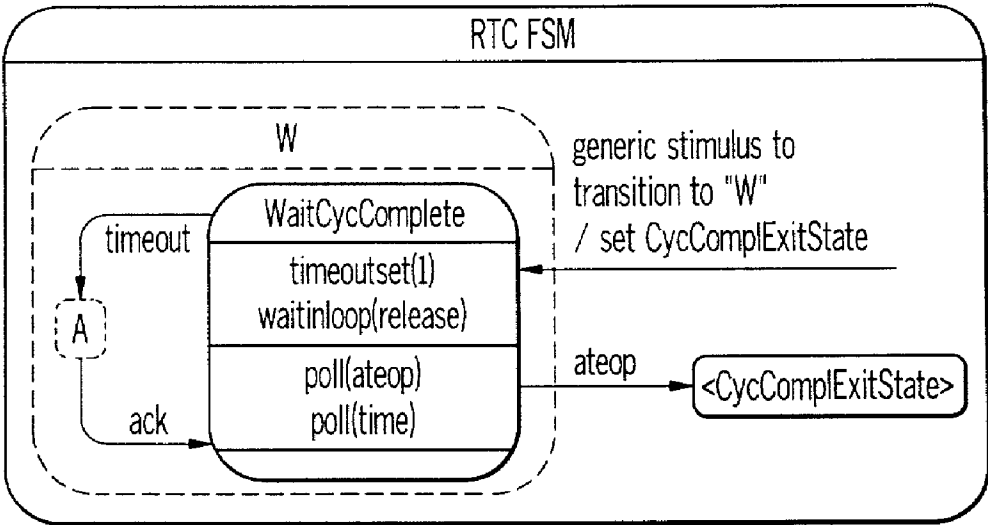 RTC FSM
W
generic stimulus to
transition to "W"
/ set CycComplExitState
WaitCycComplete
timeout
timeoutset(1)
waitinloop(release)
A
poll(ateop)
poll(time)
ateop
<CycComplExitState>
ack